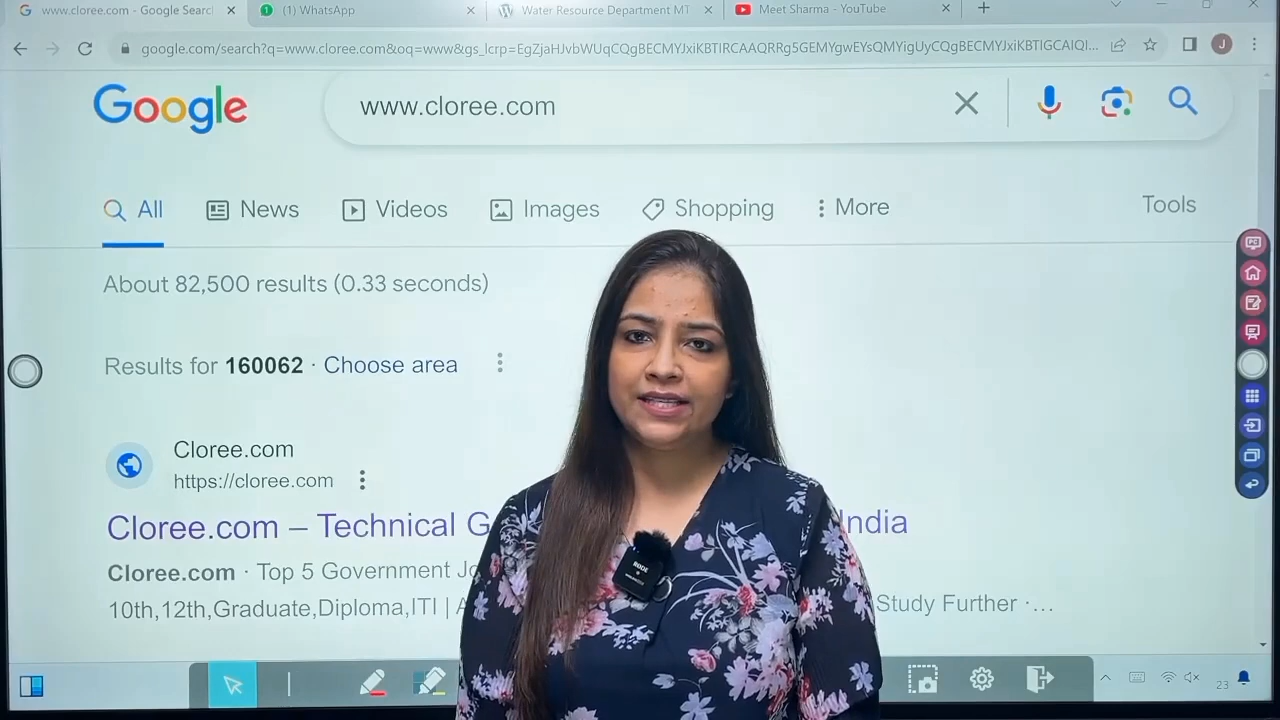 www.cloree.com - Google Searc
(1) WhatsApp
Water Resource Department MT
Meet Sharma - YouTube
google.com/search?q=www.cloree.com&oq=www&gs_lcrp=
J
Google
www.cloree.com
All
News
Videos
Images
Shopping
More
Tools
About 82,500 results (0.33 seconds)
Results for 160062 · Choose area
Cloree.com
https://cloree.com
Cloree.com – Technical G India
Cloree.com · Top 5 Government Jo
10th,12th,Graduate,Diploma,ITI | A Study Further ·...
RODE
23